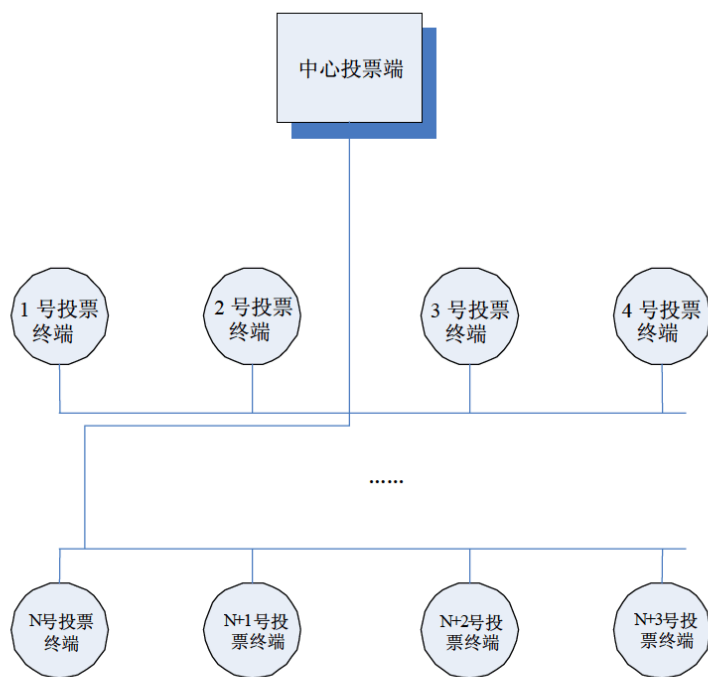 中心投票端
1 号投票
终端
2 号投票
终端
3 号投票
终端
4 号投票
终端
......
N号投票
终端
N+1号投
票终端
N+2号投
票终端
N+3号投
票终端